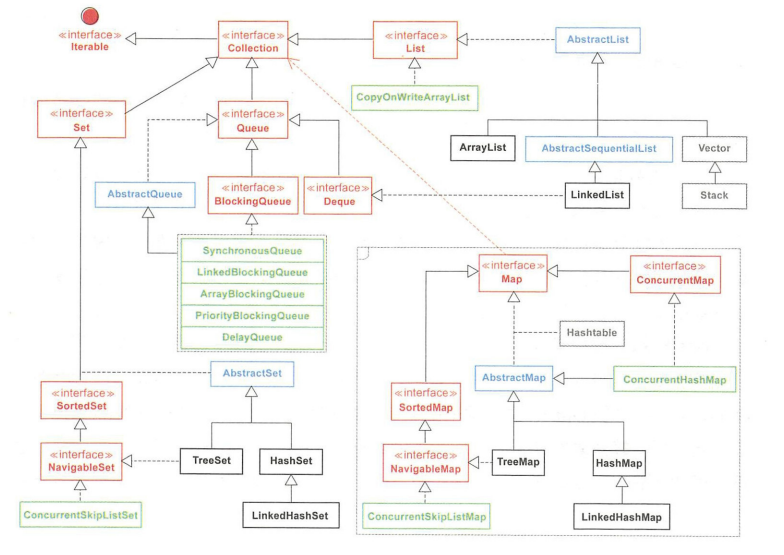 «interface»
Iterable
«interface»
Collection
«interface»
List
AbstractList
CopyOnWriteArrayList
«interface»
Set
«interface»
Queue
ArrayList
AbstractSequentialList
Vector
AbstractQueue
«interface»
BlockingQueue
«interface»
Deque
LinkedList
Stack
SynchronousQueue
LinkedBlockingQueue
ArrayBlockingQueue
PriorityBlockingQueue
DelayQueue
«interface»
Map
«interface»
ConcurrentMap
Hashtable
AbstractSet
AbstractMap
ConcurrentHashMap
«interface»
SortedSet
«interface»
SortedMap
«interface»
NavigableSet
TreeSet
HashSet
«interface»
NavigableMap
TreeMap
HashMap
ConcurrentSkipListSet
LinkedHashSet
ConcurrentSkipListMap
LinkedHashMap